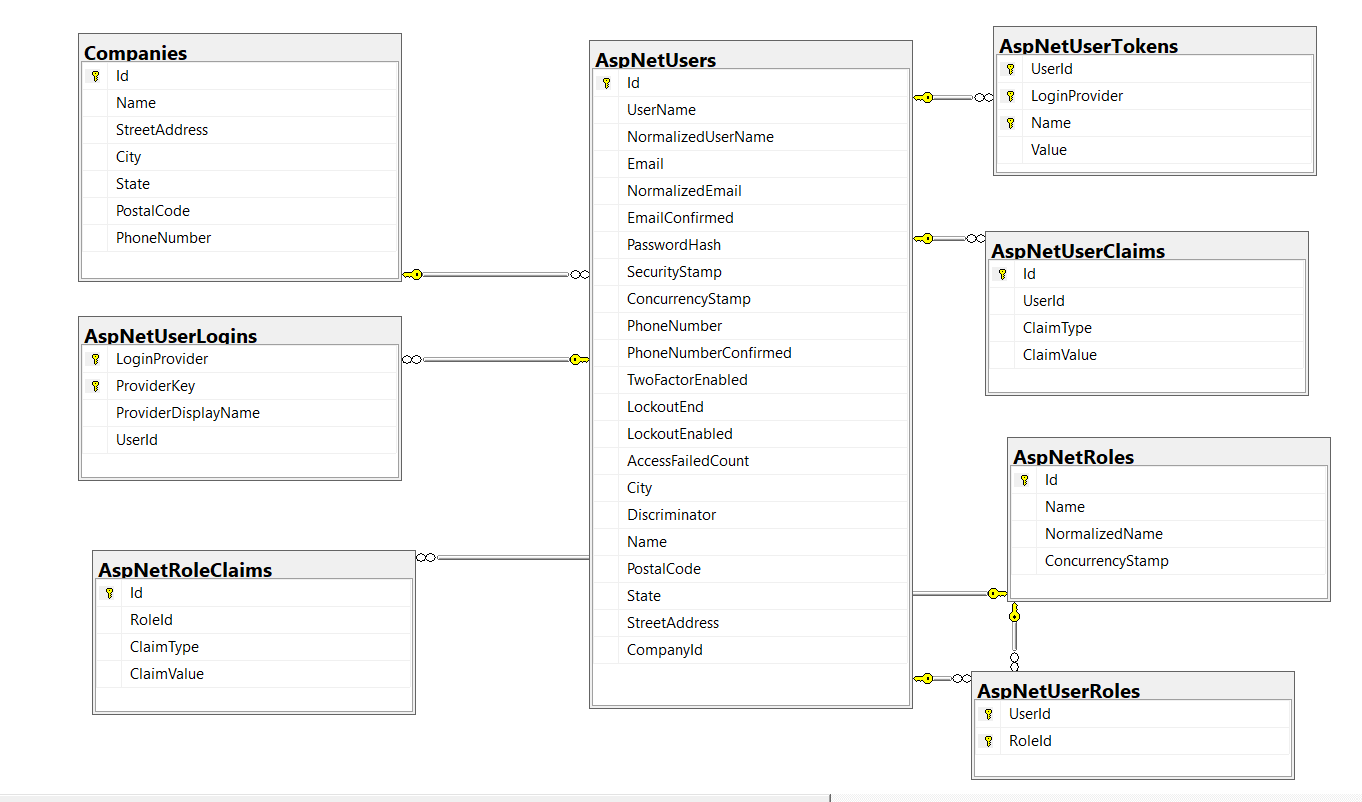 Companies
Id
Name
StreetAddress
City
State
PostalCode
PhoneNumber
AspNetUserLogins
LoginProvider
ProviderKey
ProviderDisplayName
UserId
AspNetRoleClaims
Id
RoleId
ClaimType
ClaimValue
AspNetUsers
Id
UserName
NormalizedUserName
Email
NormalizedEmail
EmailConfirmed
PasswordHash
SecurityStamp
ConcurrencyStamp
PhoneNumber
PhoneNumberConfirmed
TwoFactorEnabled
LockoutEnd
LockoutEnabled
AccessFailedCount
City
Discriminator
Name
PostalCode
State
StreetAddress
CompanyId
AspNetUserTokens
UserId
LoginProvider
Name
Value
AspNetUserClaims
Id
UserId
ClaimType
ClaimValue
AspNetRoles
Id
Name
NormalizedName
ConcurrencyStamp
AspNetUserRoles
UserId
RoleId